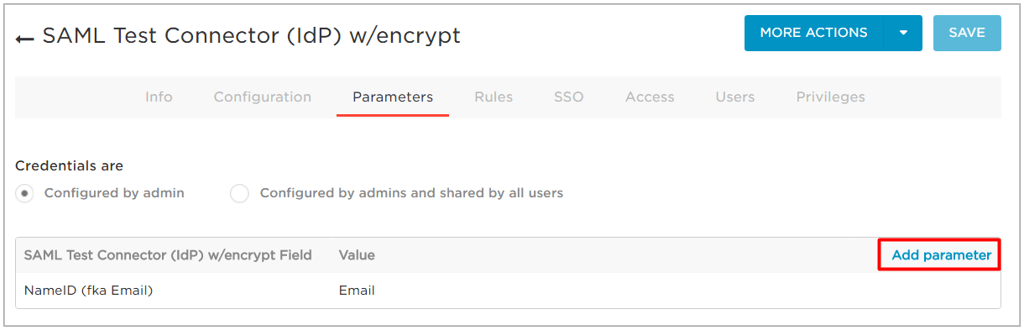 SAML Test Connector (IdP) w/encrypt
MORE ACTIONS
SAVE
Info Configuration Parameters Rules SSO Access Users Privileges
Credentials are
Configured by admin Configured by admins and shared by all users
SAML Test Connector (IdP) w/encrypt Field Value Add parameter
NameID (fka Email) Email